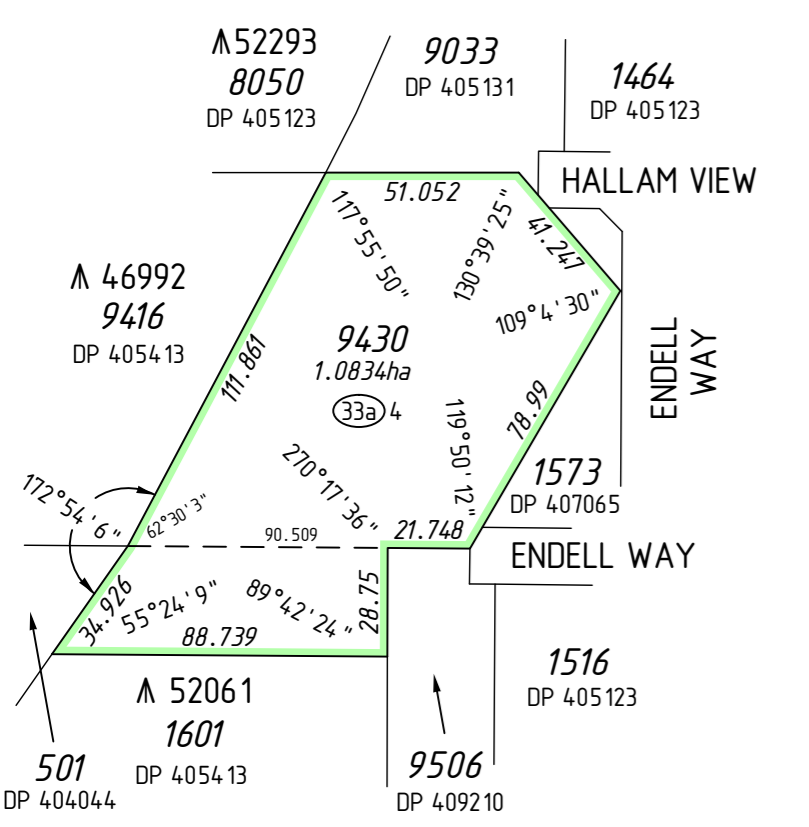 ⩚52293
8050
DP 405123
9033
DP 405131
1464
DP 405123
HALLAM VIEW
51.052
117°55'50"
130°39'25"
41.247
109°4'30"
⩚ 46992
9416
DP 405413
111.861
9430
1.0834ha
33a 4
ENDELL
WAY
78.99
119°50'12"
270°17'36"
172°54'6"
62°30'3"
90.509
21.748
1573
DP 407065
ENDELL WAY
34.926
55°24'9"
89°42'24"
28.75
88.739
⩚ 52061
1601
DP 405413
1516
DP 405123
501
DP 404044
9506
DP 409210